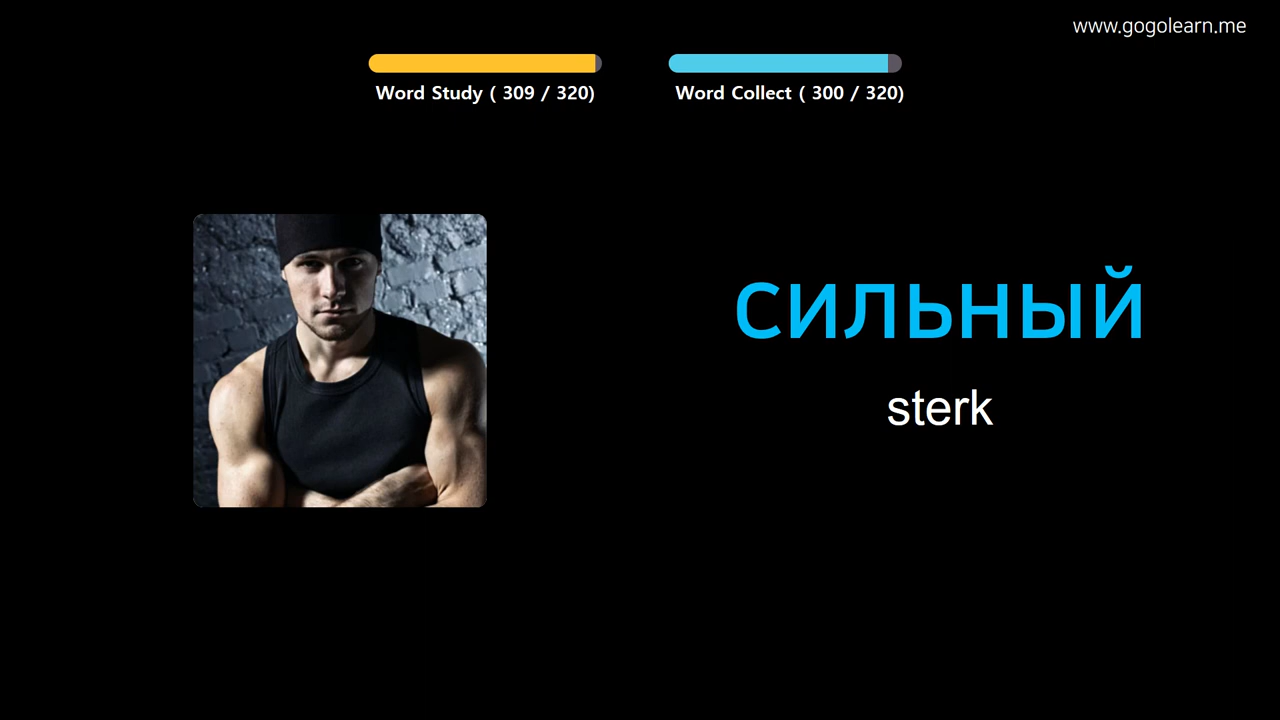 www.gogolearn.me
Word Study ( 309 / 320)
Word Collect ( 300 / 320)
сильный
sterk